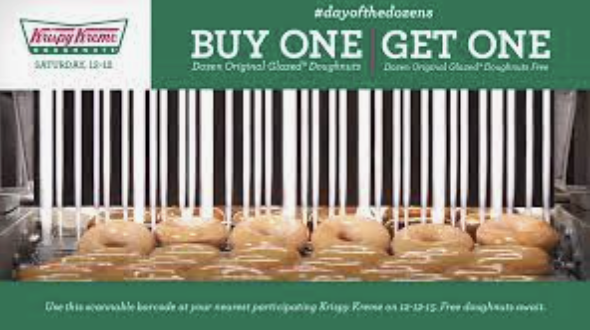 #dayofthedozens
Krispy Kreme
DOUGHNUTS
SATURDAY, 12-12
BUY ONE GET ONE
Dozen Original Glazed® Doughnuts Dozen Original Glazed® Doughnuts Free
Use this scannable barcode at your nearest participating Krispy Kreme on 12-12-15. Free doughnuts await.